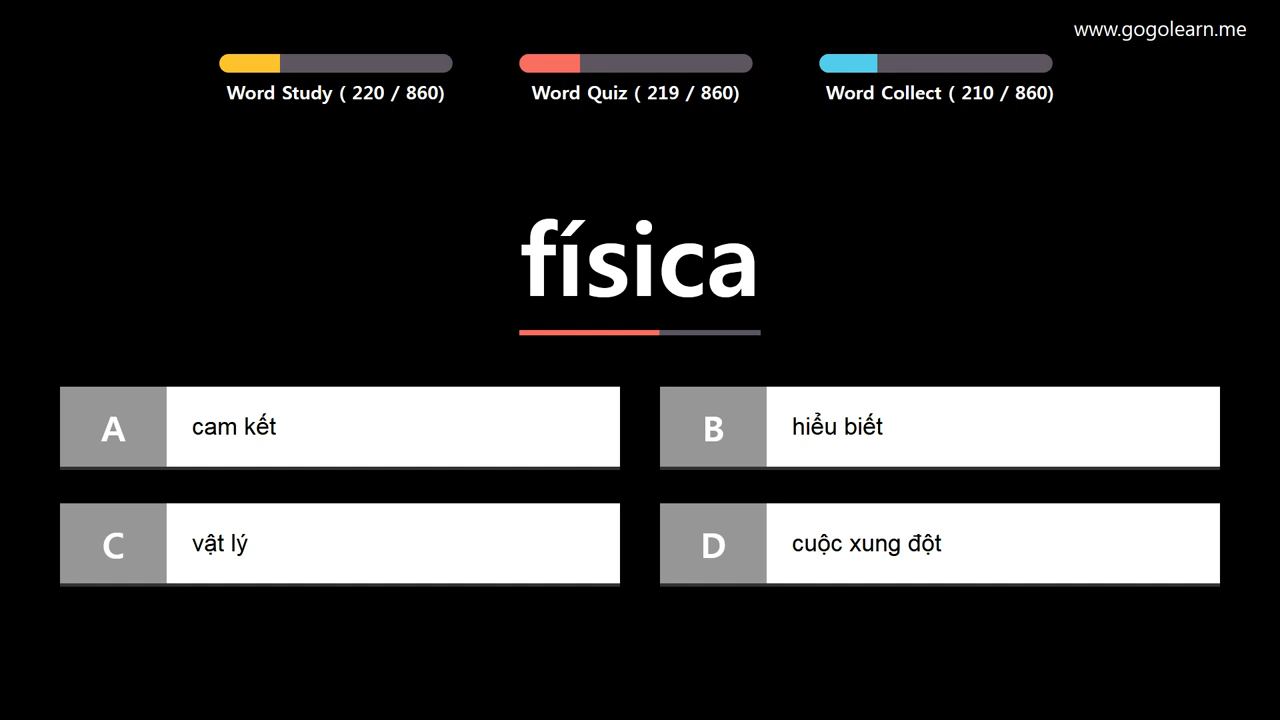 www.gogolearn.me
Word Study ( 220 / 860)
Word Quiz ( 219 / 860)
Word Collect ( 210 / 860)
física
A
cam kết
B
hiểu biết
C
vật lý
D
cuộc xung đột